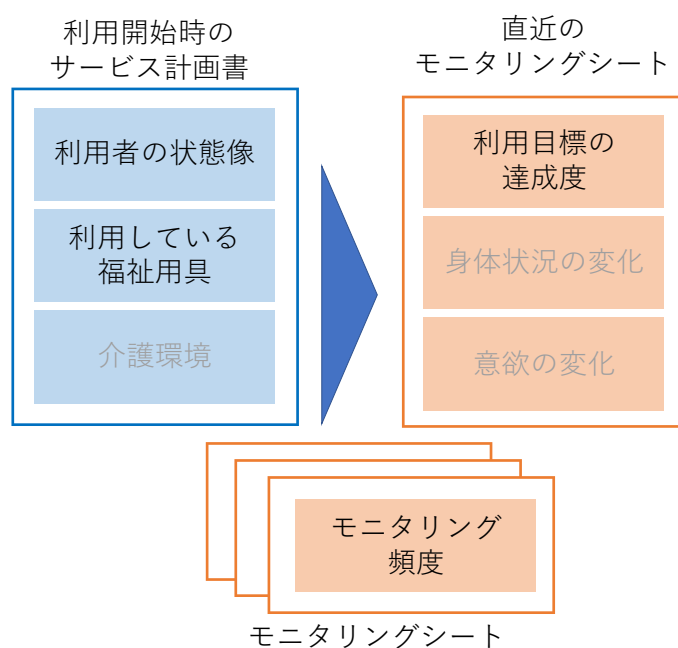 利用開始時の
サービス計画書
利用者の状態像
利用している
福祉用具
介護環境
直近の
モニタリングシート
利用目標の
達成度
身体状況の変化
意欲の変化
モニタリング
頻度
モニタリングシート